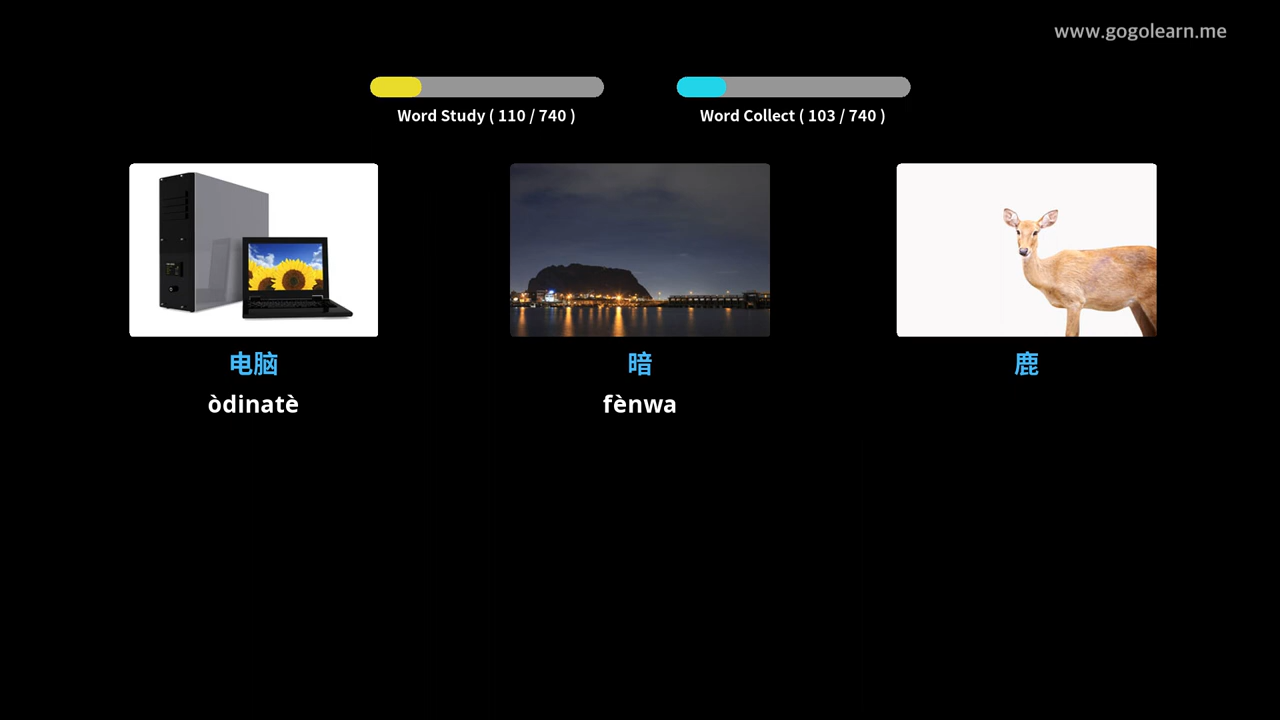 www.gogolearn.me
Word Study ( 110 / 740 )
Word Collect ( 103 / 740 )
电脑
暗
鹿
òdinatè
fènwa